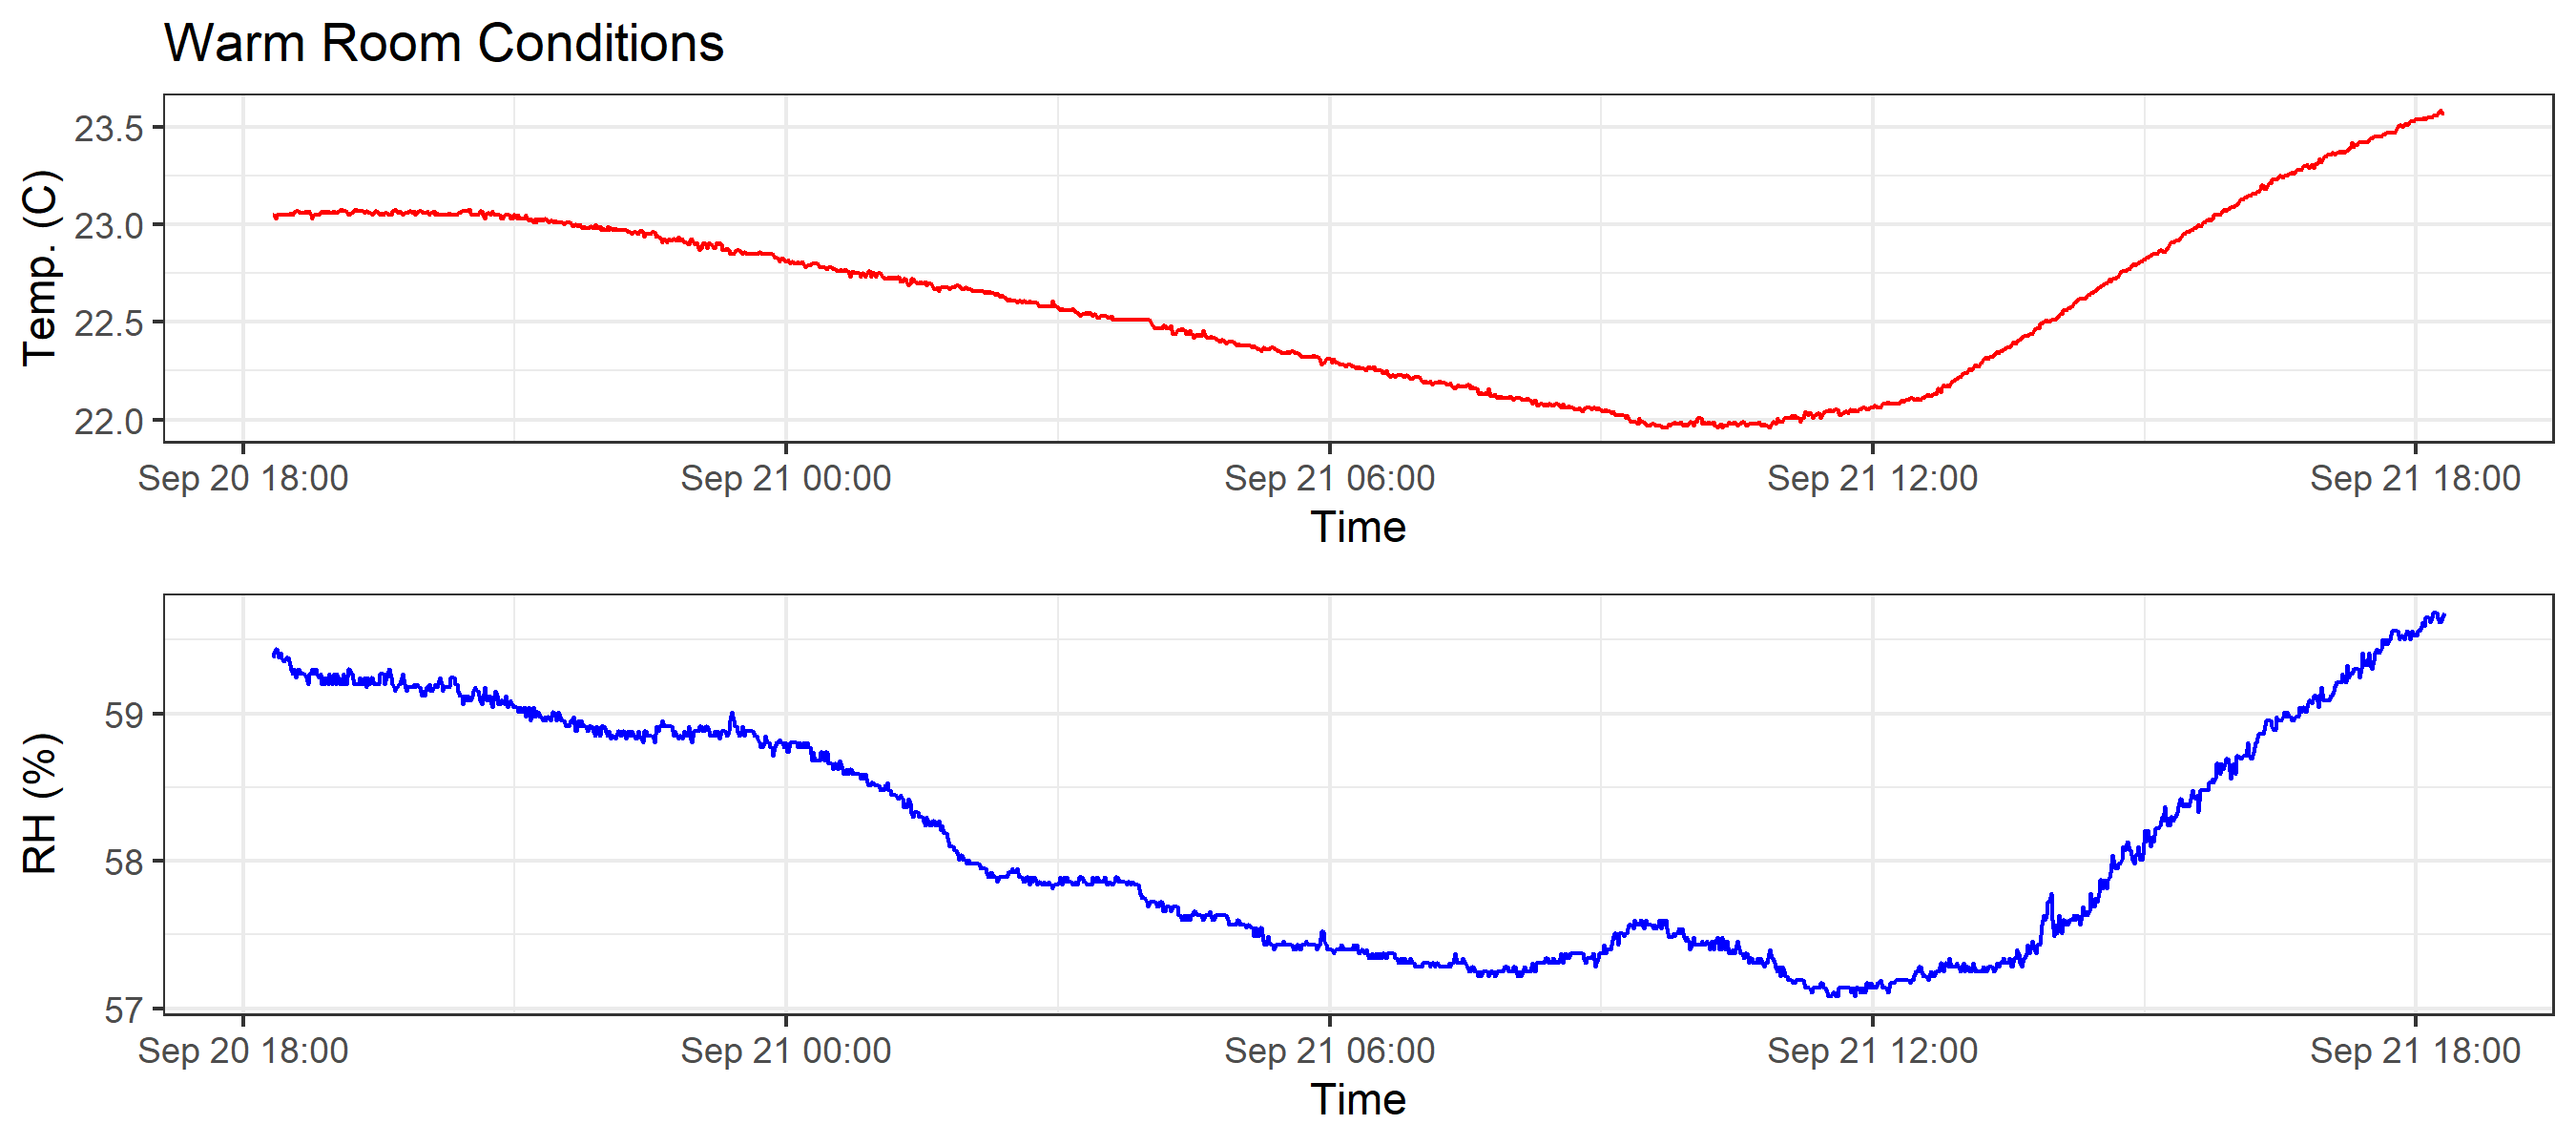 Warm Room Conditions
Temp. (C)
23.5
23.0
22.5
22.0
Sep 20 18:00 Sep 21 00:00 Sep 21 06:00 Sep 21 12:00 Sep 21 18:00
Time
RH (%)
59
58
57
Sep 20 18:00 Sep 21 00:00 Sep 21 06:00 Sep 21 12:00 Sep 21 18:00
Time